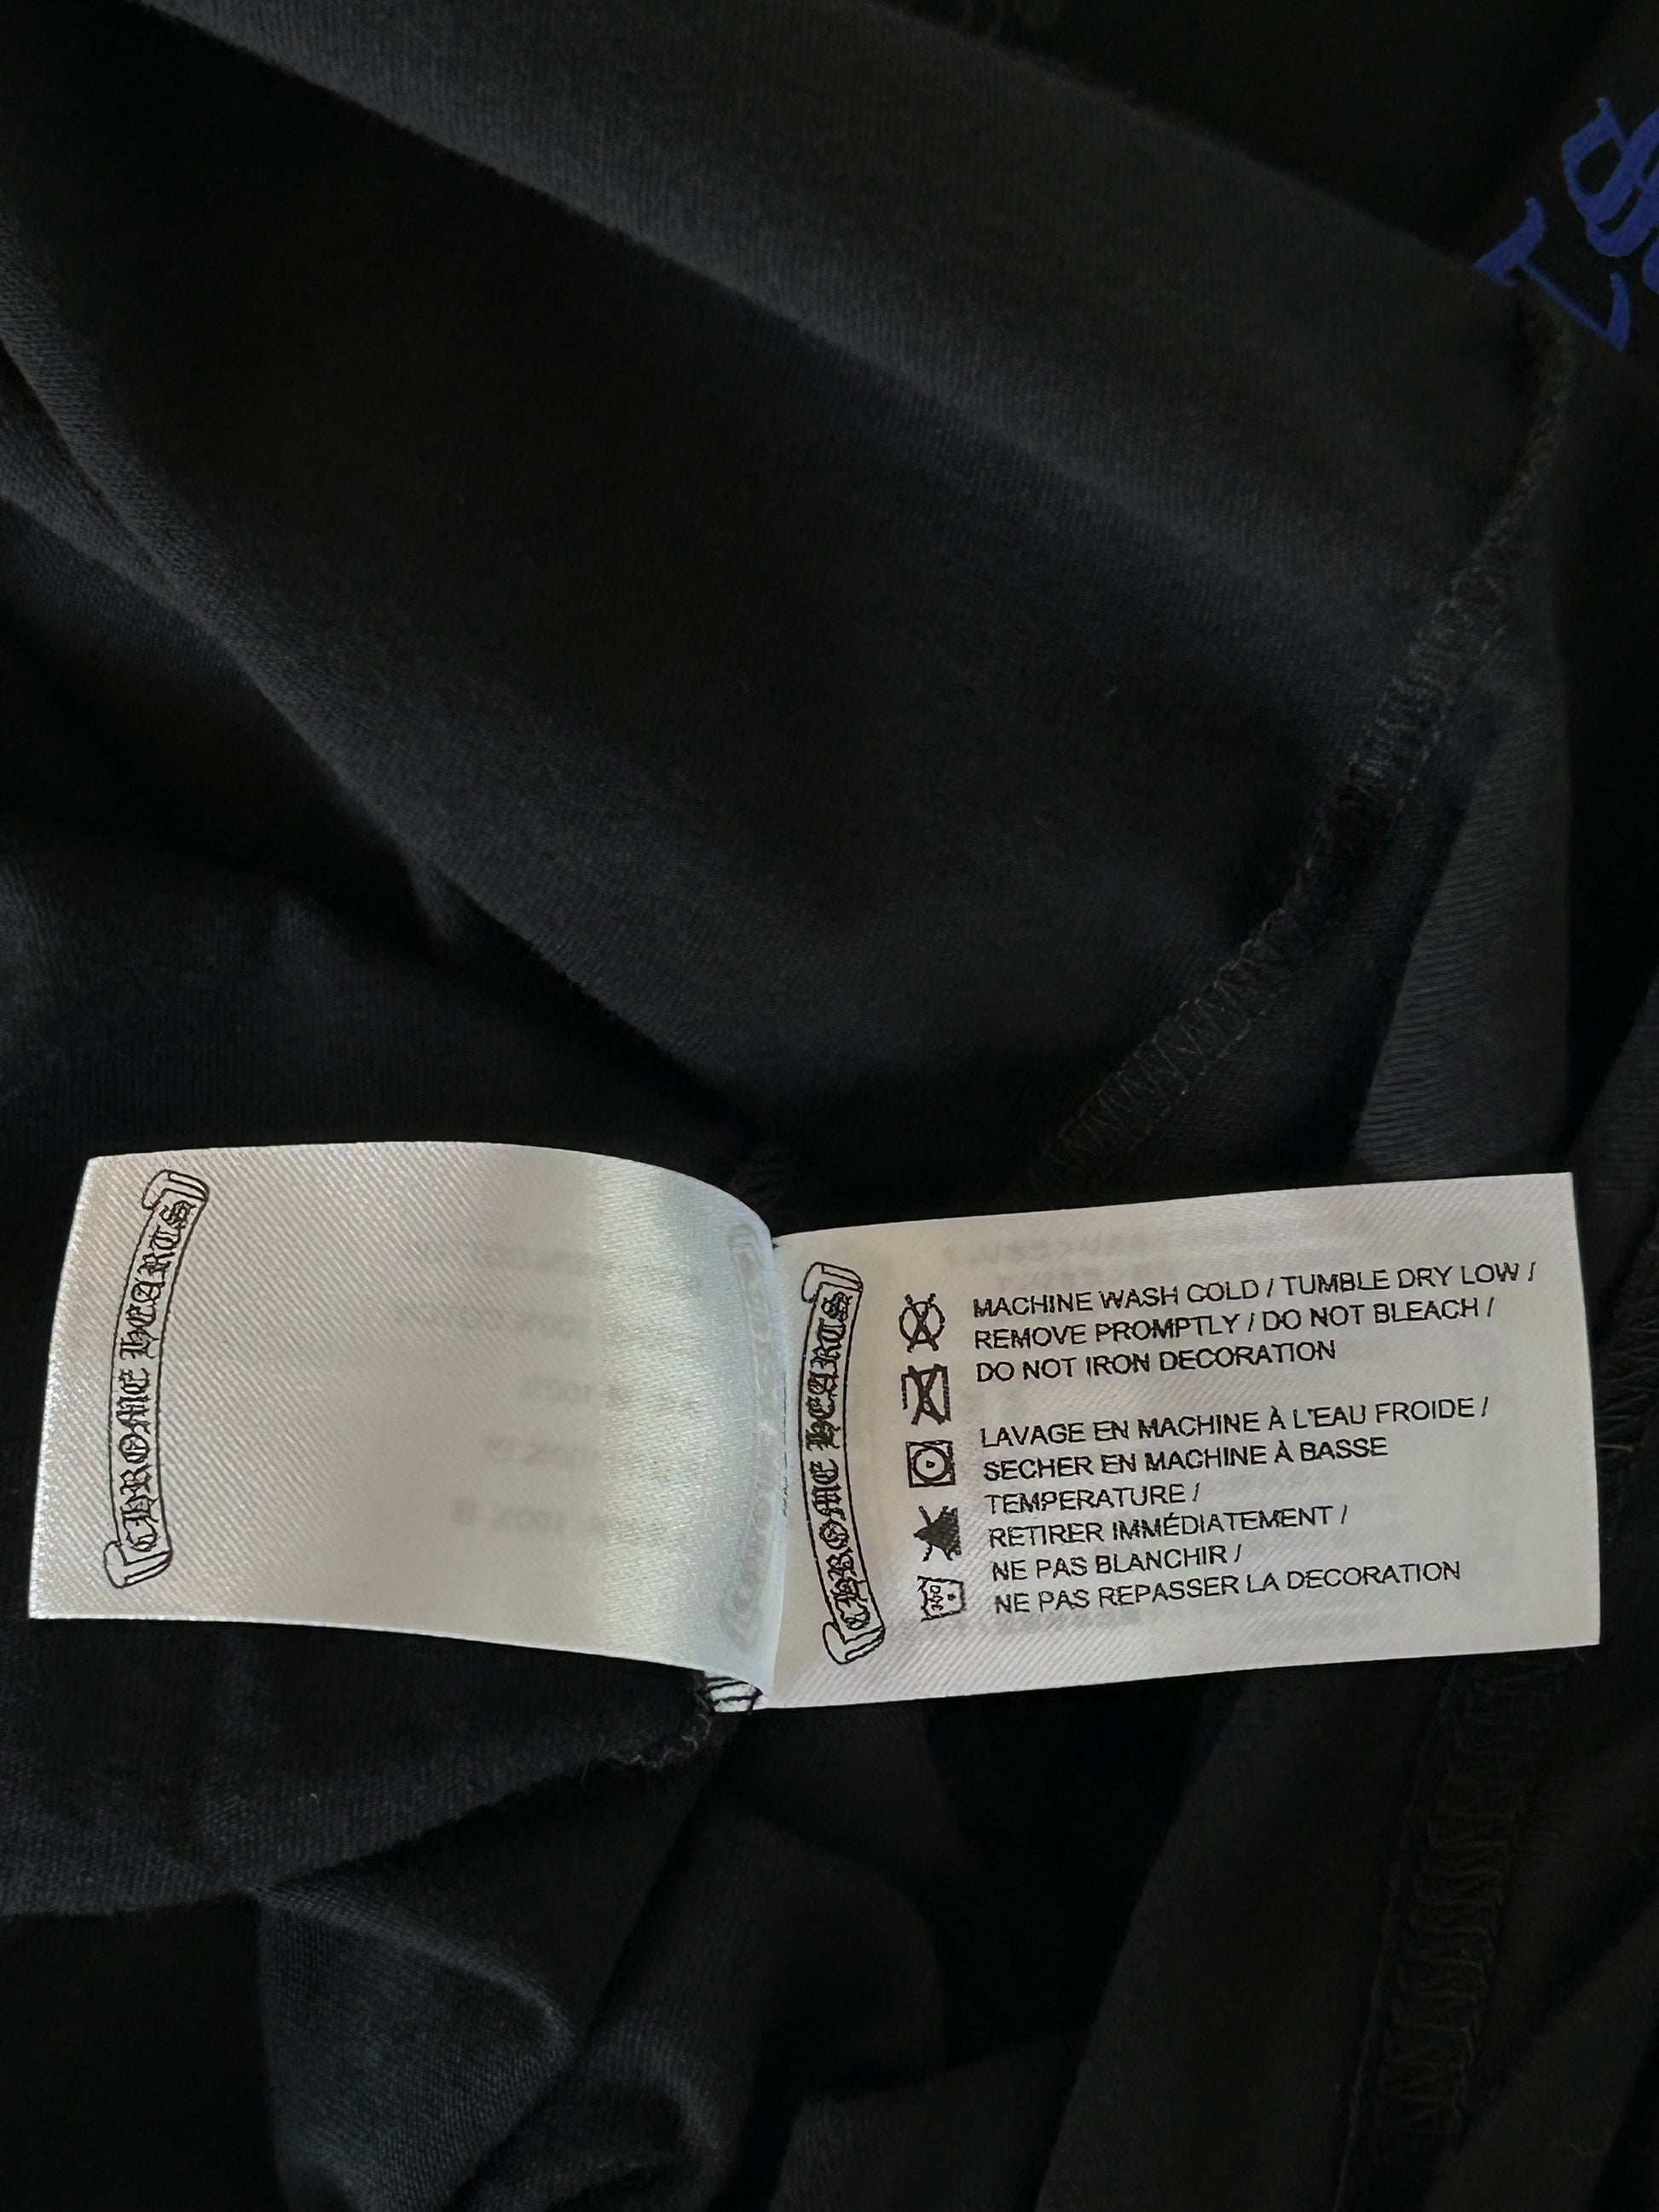 CHROME HEARTS
CHROME HEARTS
MACHINE WASH COLD / TUMBLE DRY LOW /
REMOVE PROMPTLY / DO NOT BLEACH /
DO NOT IRON DECORATION
LAVAGE EN MACHINE À L'EAU FROIDE /
SECHER EN MACHINE À BASSE
TEMPERATURE /
RETIRER IMMÉDIATEMENT /
NE PAS BLANCHIR /
NE PAS REPASSER LA DECORATION